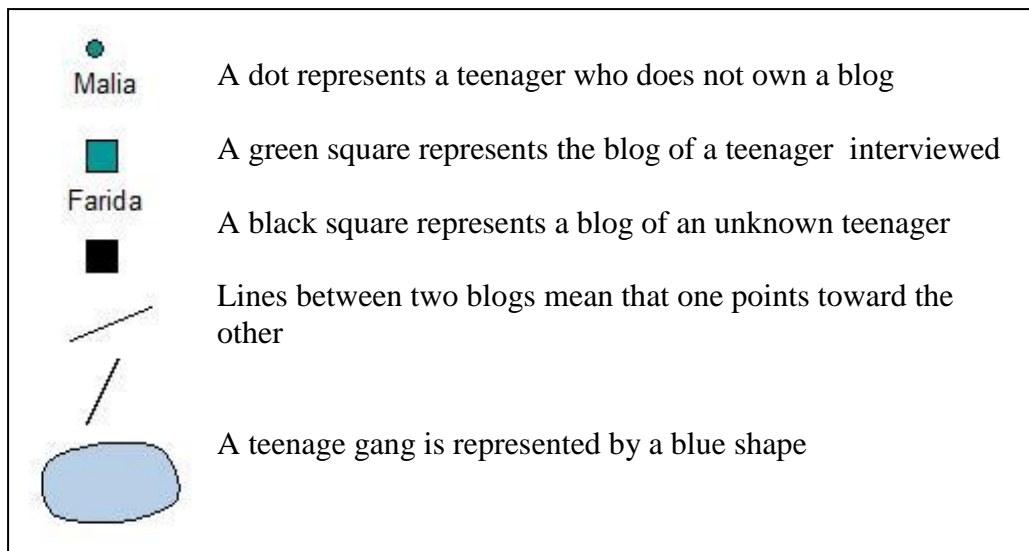 Malia
A dot represents a teenager who does not own a blog
A green square represents the blog of a teenager interviewed
Farida
A black square represents a blog of an unknown teenager
Lines between two blogs mean that one points toward the
other
A teenage gang is represented by a blue shape